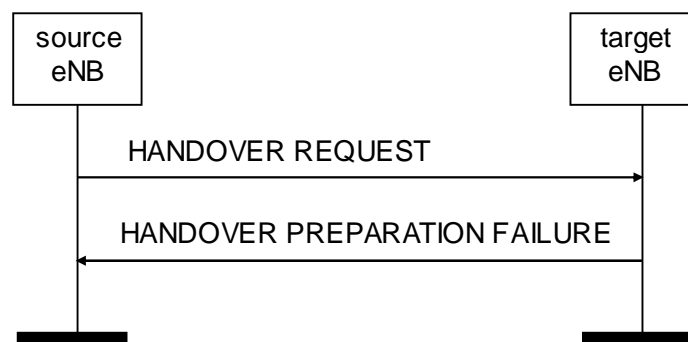 source
eNB
target
eNB
HANDOVER REQUEST
HANDOVER PREPARATION FAILURE